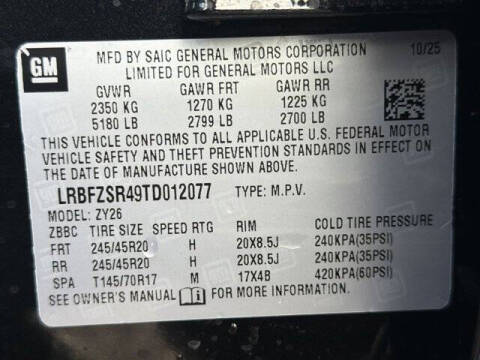 GM
MFD BY SAIC GENERAL MOTORS CORPORATION 10/25
LIMITED FOR GENERAL MOTORS LLC
GVWR GAWR FRT GAWR RR
2350 KG 1270 KG 1225 KG
5180 LB 2799 LB 2700 LB
THIS VEHICLE CONFORMS TO ALL APPLICABLE U.S. FEDERAL MOTOR
VEHICLE SAFETY AND THEFT PREVENTION STANDARDS IN EFFECT ON
THE DATE OF MANUFACTURE SHOWN ABOVE.
LRBFZSR49TD012077 TYPE: M.P.V.
MODEL: ZY26
ZBBC TIRE SIZE SPEED RTG RIM COLD TIRE PRESSURE
FRT 245/45R20 H 20X8.5J 240KPA(35PSI)
RR 245/45R20 H 20X8.5J 240KPA(35PSI)
SPA T145/70R17 M 17X4B 420KPA(60PSI)
SEE OWNER'S MANUAL FOR MORE INFORMATION